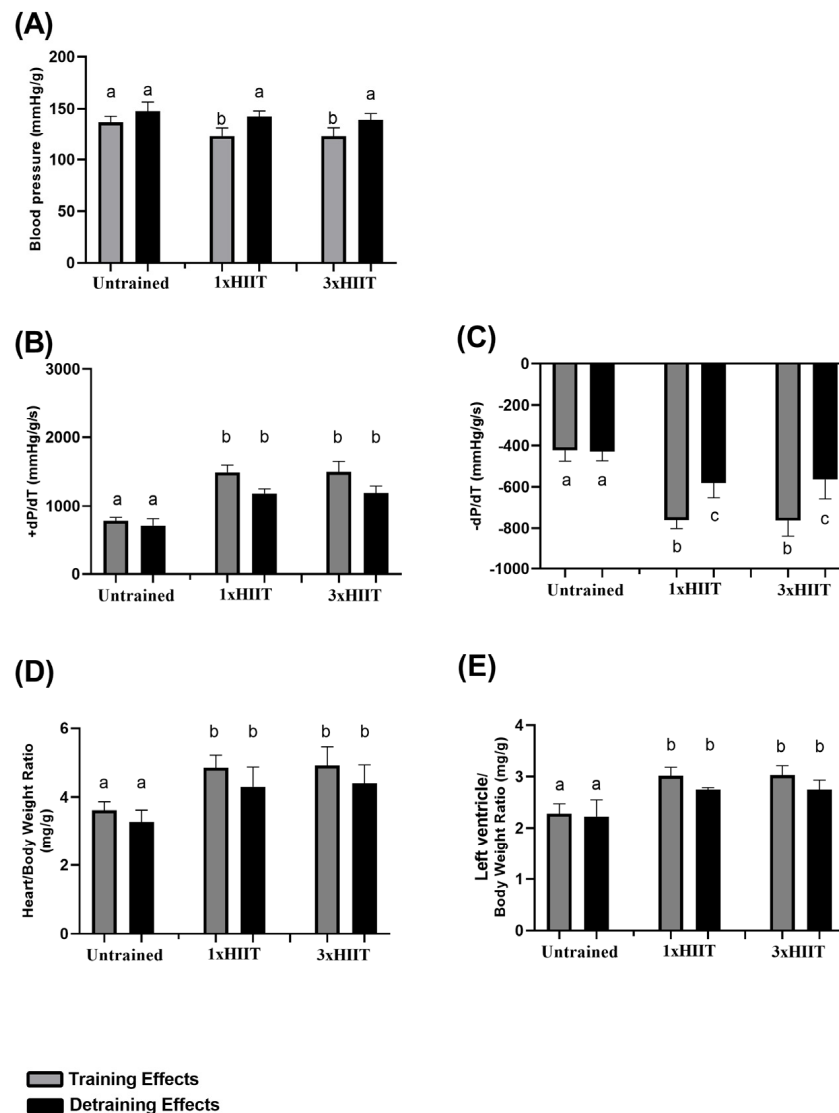 (A)
Blood pressure (mmHg/g)
200
150
100
50
0
a a b a b a
Untrained 1xHIIT 3xHIIT
(B)
+dP/dT (mmHg/g/s)
3000
2000
1000
0
a a b b b b
Untrained 1xHIIT 3xHIIT
(C)
-dP/dT (mmHg/g/s)
0
-200
-400
-600
-800
-1000
a a b c b c
Untrained 1xHIIT 3xHIIT
(D)
Heart/Body Weight Ratio
(mg/g)
6
4
2
0
a a b b b b
Untrained 1xHIIT 3xHIIT
(E)
Left ventricle/
Body Weight Ratio (mg/g)
4
3
2
1
0
a a b b b b
Untrained 1xHIIT 3xHIIT
Training Effects
Detraining Effects